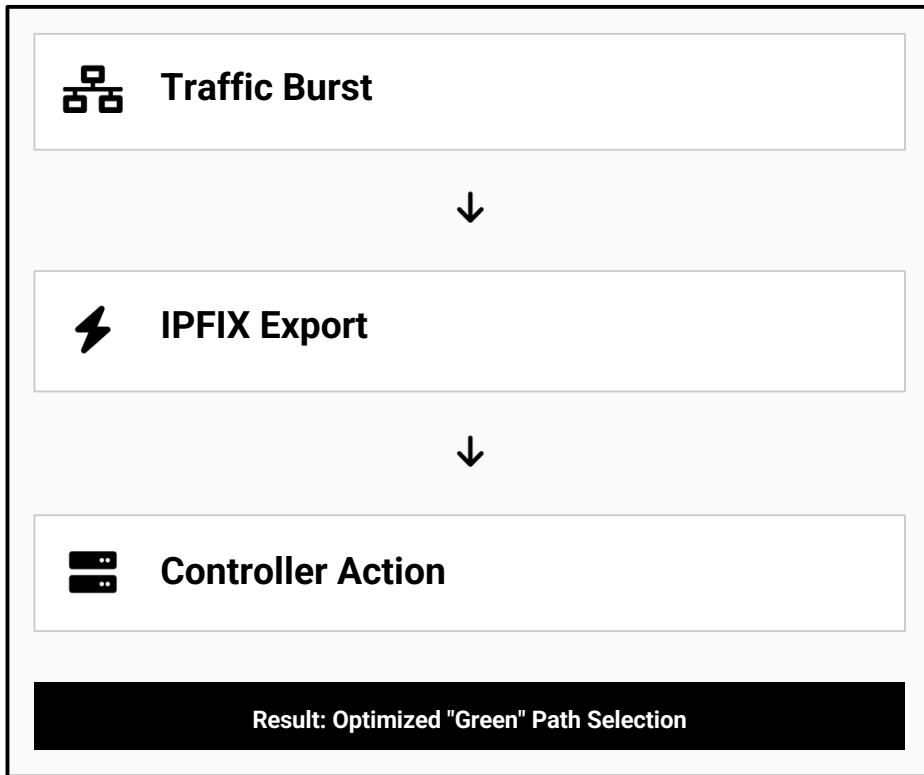 Traffic Burst
IPFIX Export
Controller Action
Result: Optimized "Green" Path Selection